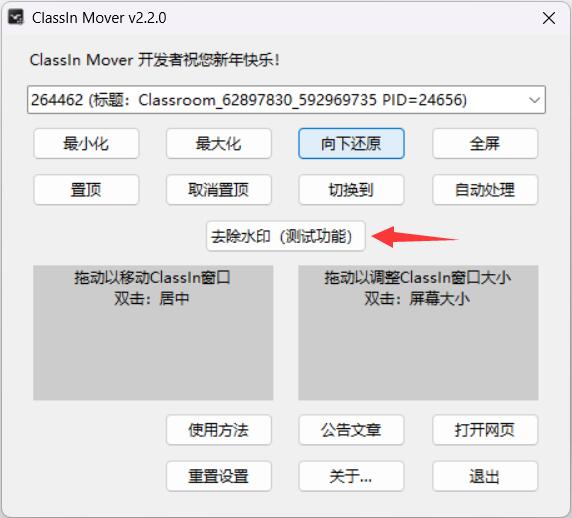 ClassIn Mover v2.2.0
ClassIn Mover 开发者祝您新年快乐！
264462 (标题：Classroom_62897830_592969735 PID=24656)
最小化 最大化 向下还原 全屏
置顶 取消置顶 切换到 自动处理
去除水印（测试功能）
拖动以移动ClassIn窗口
双击：居中
拖动以调整ClassIn窗口大小
双击：屏幕大小
使用方法 公告文章 打开网页
重置设置 关于... 退出